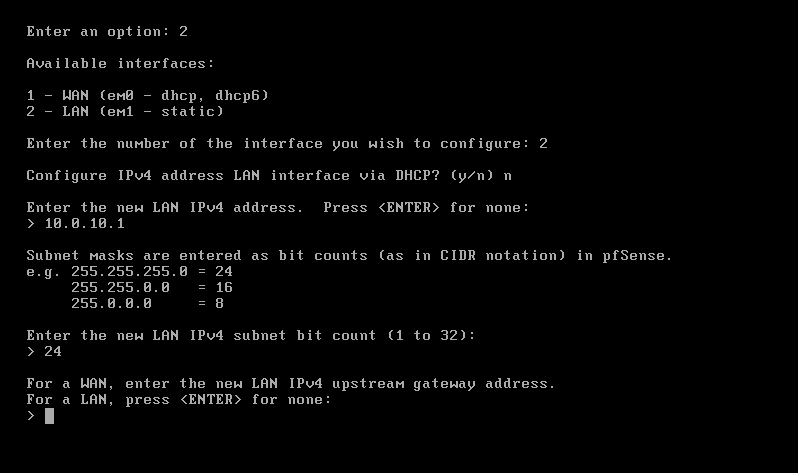 Enter an option: 2
Available interfaces:
1 - WAN (em0 - dhcp, dhcp6)
2 - LAN (em1 - static)
Enter the number of the interface you wish to configure: 2
Configure IPv4 address LAN interface via DHCP? (y/n) n
Enter the new LAN IPv4 address.  Press <ENTER> for none:
> 10.0.10.1
Subnet masks are entered as bit counts (as in CIDR notation) in pfSense.
e.g. 255.255.255.0 = 24
     255.255.0.0   = 16
     255.0.0.0     = 8
Enter the new LAN IPv4 subnet bit count (1 to 32):
> 24
For a WAN, enter the new LAN IPv4 upstream gateway address.
For a LAN, press <ENTER> for none:
>